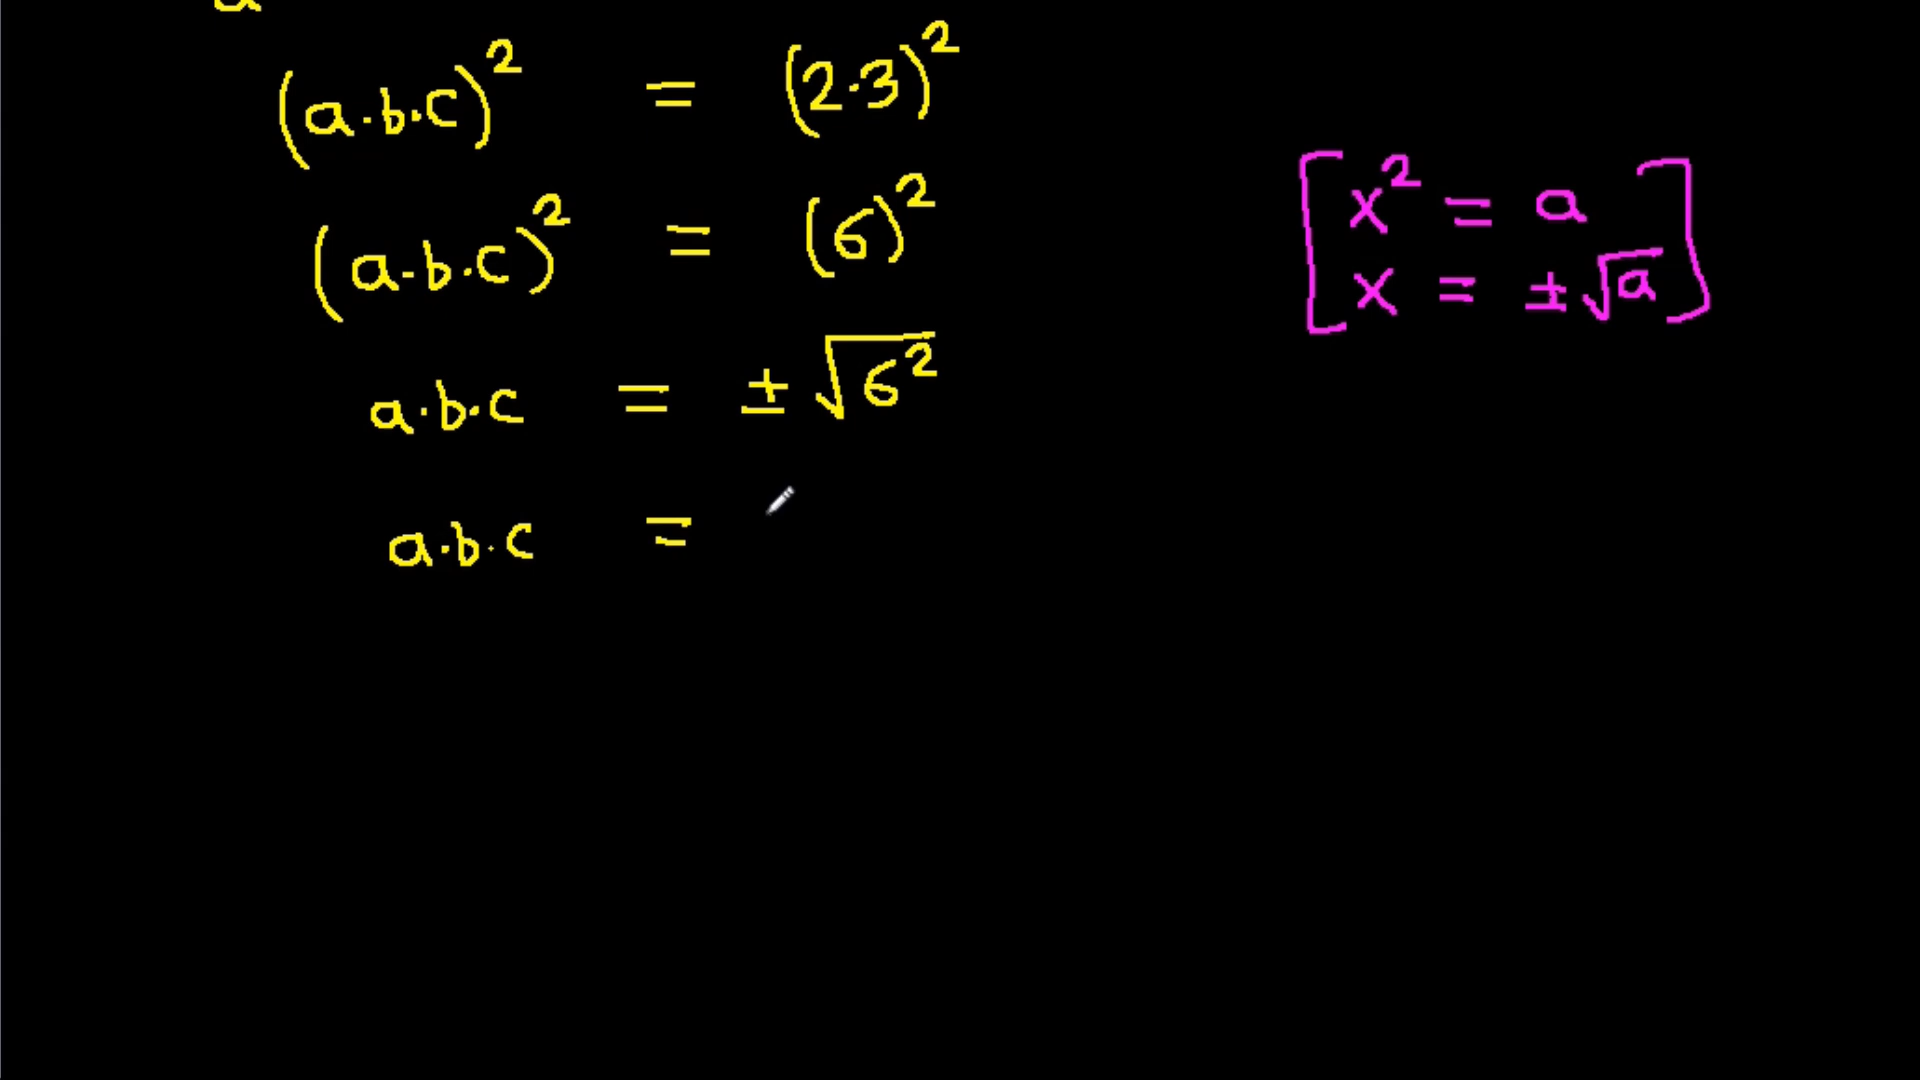 (a·b·c)² = (2·3)²
(a·b·c)² = (6)²
a·b·c = ± √6²
a·b·c =
[x² = a
x = ± √a]